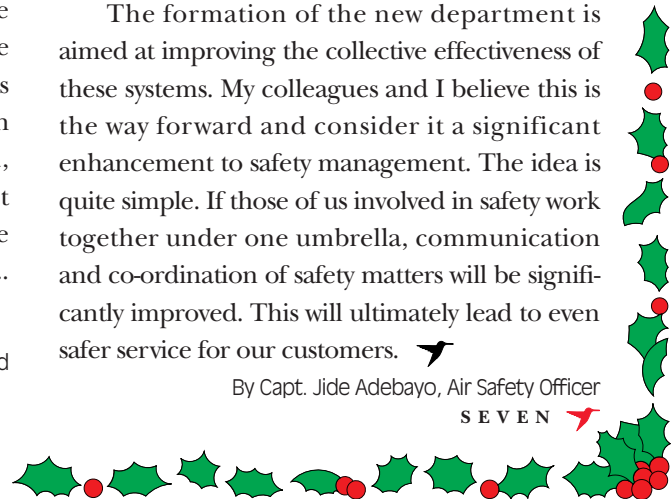 The formation of the new department is
aimed at improving the collective effectiveness of
these systems. My colleagues and I believe this is
the way forward and consider it a significant
enhancement to safety management. The idea is
quite simple. If those of us involved in safety work
together under one umbrella, communication
and co-ordination of safety matters will be signifi-
cantly improved. This will ultimately lead to even
safer service for our customers.
By Capt. Jide Adebayo, Air Safety Officer
SEVEN